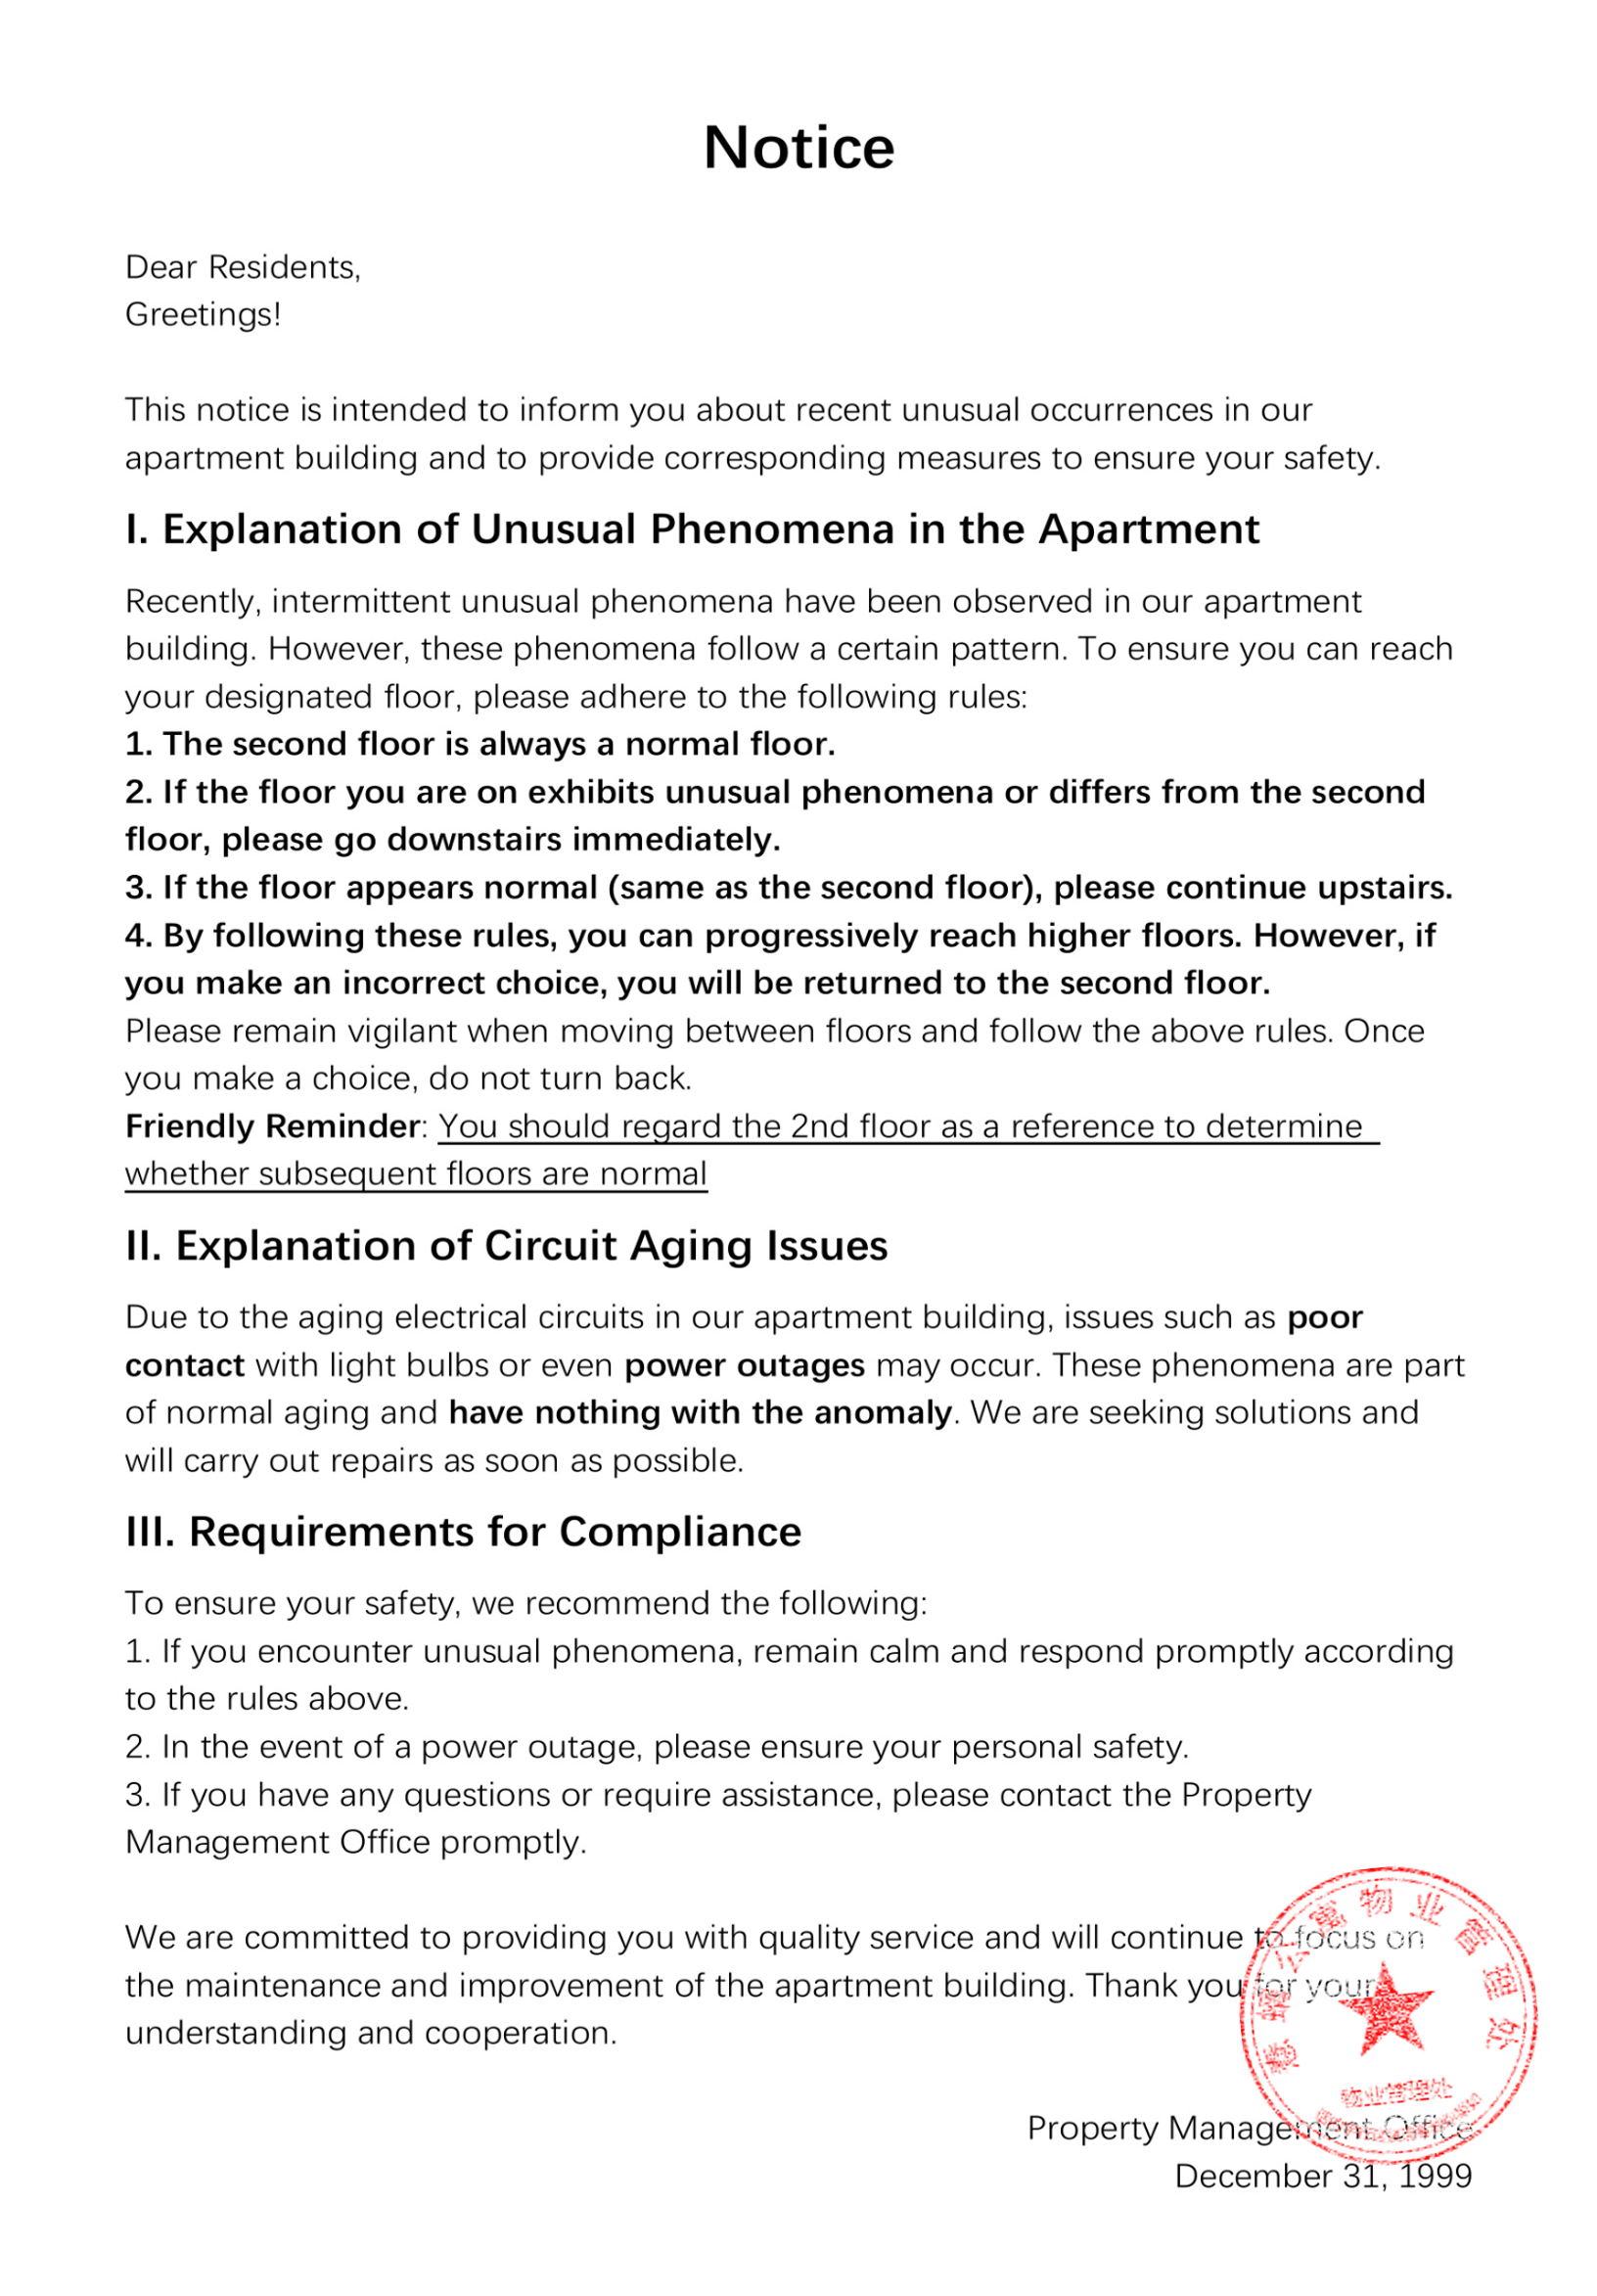 Notice
Dear Residents,
Greetings!
This notice is intended to inform you about recent unusual occurrences in our
apartment building and to provide corresponding measures to ensure your safety.
I. Explanation of Unusual Phenomena in the Apartment
Recently, intermittent unusual phenomena have been observed in our apartment
building. However, these phenomena follow a certain pattern. To ensure you can reach
your designated floor, please adhere to the following rules:
1. The second floor is always a normal floor.
2. If the floor you are on exhibits unusual phenomena or differs from the second
floor, please go downstairs immediately.
3. If the floor appears normal (same as the second floor), please continue upstairs.
4. By following these rules, you can progressively reach higher floors. However, if
you make an incorrect choice, you will be returned to the second floor.
Please remain vigilant when moving between floors and follow the above rules. Once
you make a choice, do not turn back.
Friendly Reminder: You should regard the 2nd floor as a reference to determine
whether subsequent floors are normal
II. Explanation of Circuit Aging Issues
Due to the aging electrical circuits in our apartment building, issues such as poor
contact with light bulbs or even power outages may occur. These phenomena are part
of normal aging and have nothing with the anomaly. We are seeking solutions and
will carry out repairs as soon as possible.
III. Requirements for Compliance
To ensure your safety, we recommend the following:
1. If you encounter unusual phenomena, remain calm and respond promptly according
to the rules above.
2. In the event of a power outage, please ensure your personal safety.
3. If you have any questions or require assistance, please contact the Property
Management Office promptly.
We are committed to providing you with quality service and will continue to focus on
the maintenance and improvement of the apartment building. Thank you for your
understanding and cooperation.
公寓物业管理处
物业管理处
Property Management Office
December 31, 1999